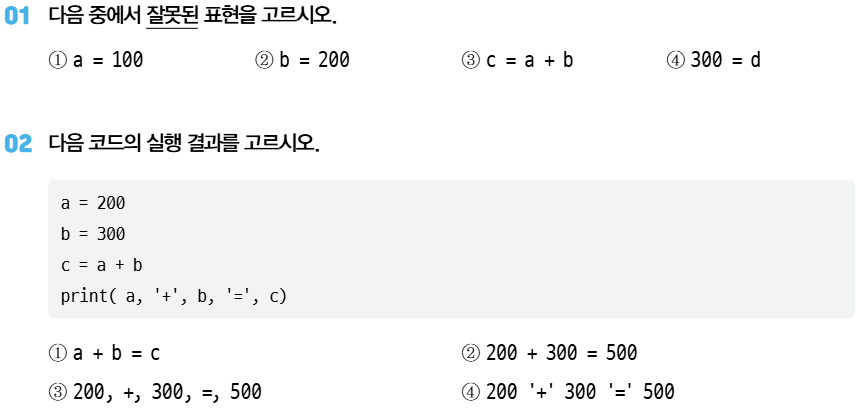 01 다음 중에서 잘못된 표현을 고르시오.
① a = 100 ② b = 200 ③ c = a + b ④ 300 = d
02 다음 코드의 실행 결과를 고르시오.
a = 200
b = 300
c = a + b
print( a, '+', b, '=', c)
① a + b = c ② 200 + 300 = 500
③ 200, +, 300, =, 500 ④ 200 '+' 300 '=' 500